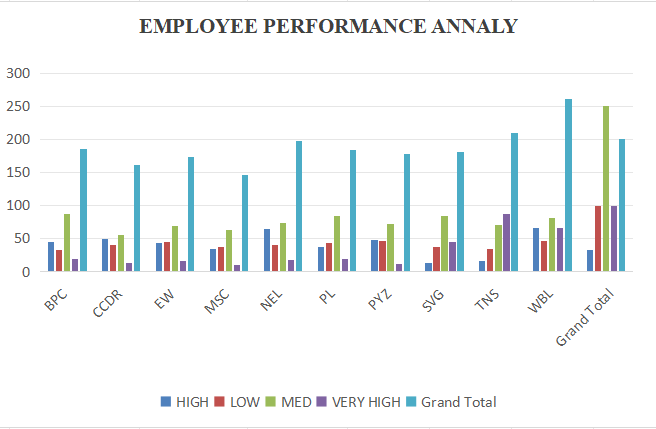 EMPLOYEE PERFORMANCE ANNALY
300
250
200
150
100
50
0
BPC CCDR EW MSC NEL PL PYZ SVG TNS WBL Grand Total
HIGH LOW MED VERY HIGH Grand Total